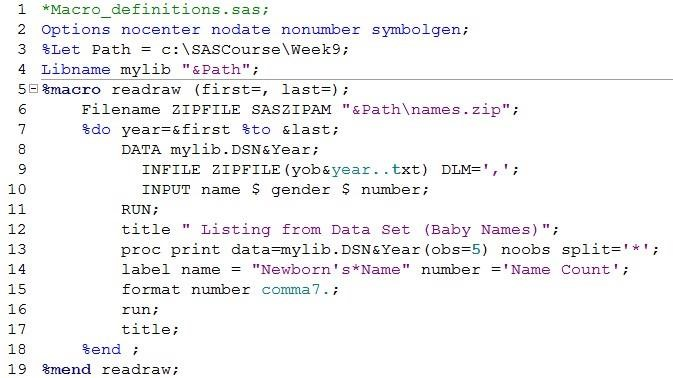 1 *Macro_definitions.sas;
2 Options nocenter nodate nonumber symbolgen;
3 %Let Path = c:\SASCourse\Week9;
4 Libname mylib "&Path";
5 %macro readraw (first=, last=);
6 Filename ZIPFILE SASZIPAM "&Path\names.zip";
7 %do year=&first %to &last;
8 DATA mylib.DSN&Year;
9 INFILE ZIPFILE(yob&year..txt) DLM=',';
10 INPUT name $ gender $ number;
11 RUN;
12 title " Listing from Data Set (Baby Names)";
13 proc print data=mylib.DSN&Year(obs=5) noobs split='*';
14 label name = "Newborn's*Name" number ='Name Count';
15 format number comma7.;
16 run;
17 title;
18 %end ;
19 %mend readraw;